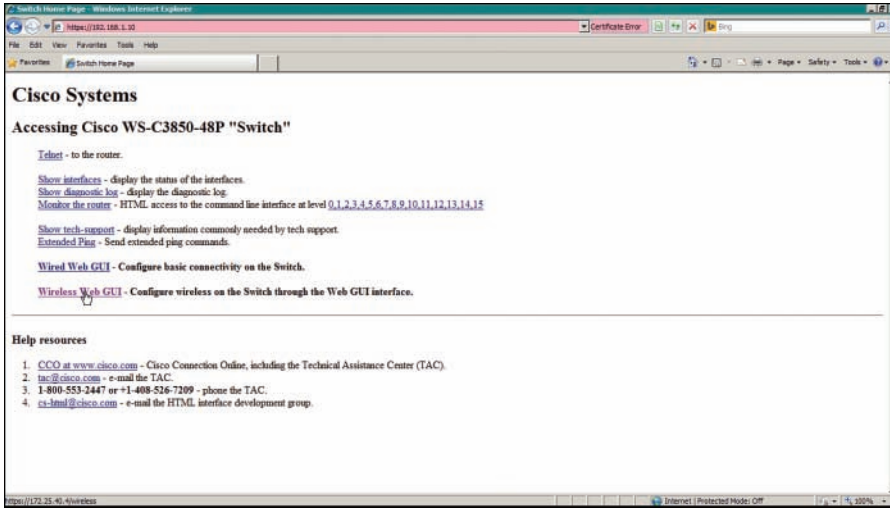 Switch Home Page - Windows Internet Explorer
https://192.168.1.10
Certificate Error
Bing
File Edit View Favorites Tools Help
Favorites Switch Home Page
Page Safety Tools
Cisco Systems
Accessing Cisco WS-C3850-48P "Switch"
Telnet - to the router.
Show interfaces - display the status of the interfaces.
Show diagnostic log - display the diagnostic log.
Monitor the router - HTML access to the command line interface at level 0,1,2,3,4,5,6,7,8,9,10,11,12,13,14,15
Show tech-support - display information commonly needed by tech support.
Extended Ping - Send extended ping commands.
Wired Web GUI - Configure basic connectivity on the Switch.
Wireless Web GUI - Configure wireless on the Switch through the Web GUI interface.
Help resources
1. CCO at www.cisco.com - Cisco Connection Online, including the Technical Assistance Center (TAC).
2. tac@cisco.com - e-mail the TAC.
3. 1-800-553-2447 or +1-408-526-7209 - phone the TAC.
4. cs-html@cisco.com - e-mail the HTML interface development group.
https://172.25.40.4/wireless
Internet | Protected Mode: Off
100%